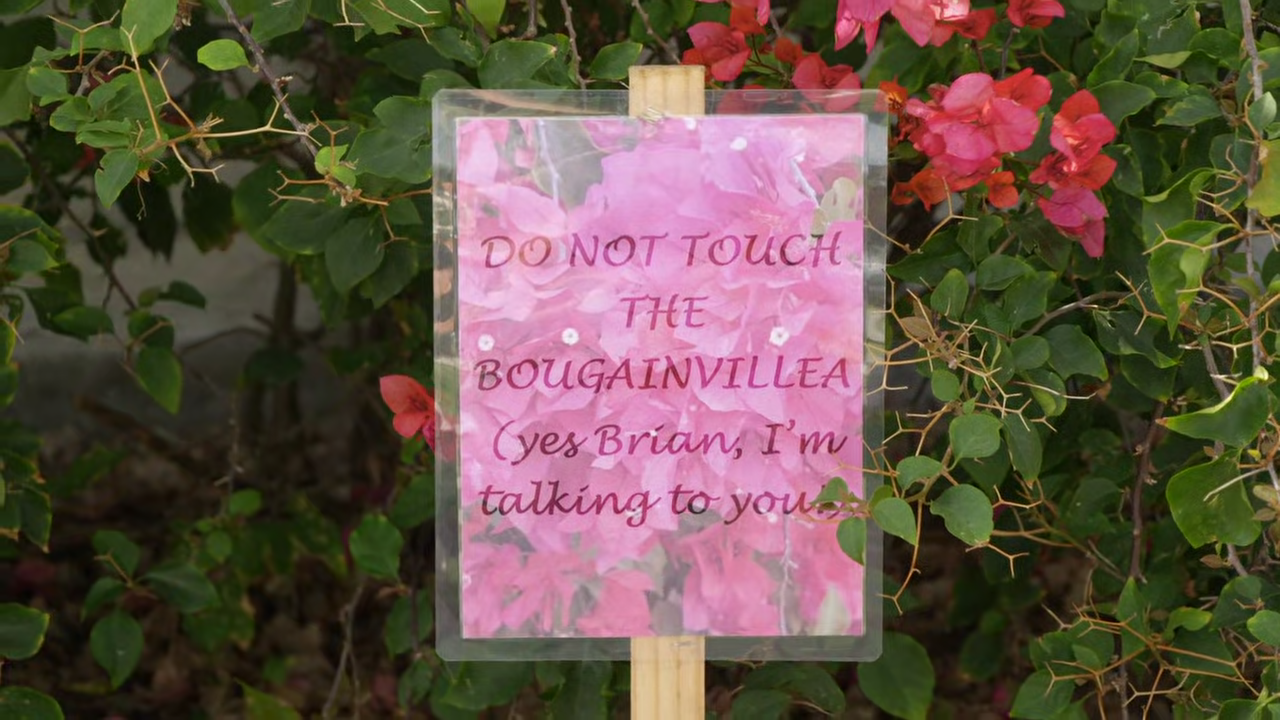 DO NOT TOUCH
THE
BOUGAINVILLEA
(yes Brian, I'm
talking to you!)